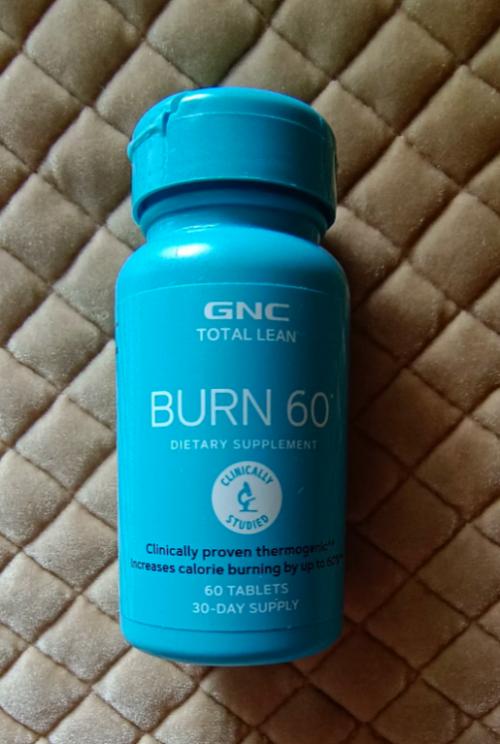 GNC
TOTAL LEAN™
BURN 60
DIETARY SUPPLEMENT
CLINICALLY
STUDIED
Clinically proven thermogenic**
Increases calorie burning by up to
60 TABLETS
30-DAY SUPPLY